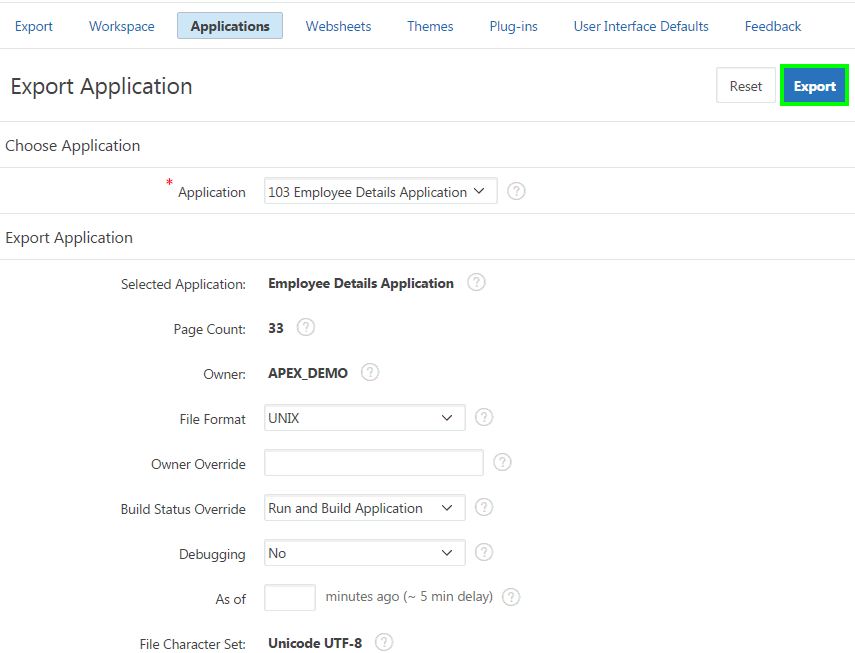 Export Workspace Applications Websheets Themes Plug-ins User Interface Defaults Feedback
Export Application Reset Export
Choose Application
* Application 103 Employee Details Application ?
Export Application
Selected Application: Employee Details Application ?
Page Count: 33 ?
Owner: APEX_DEMO ?
File Format UNIX ?
Owner Override ?
Build Status Override Run and Build Application ?
Debugging No ?
As of minutes ago (~ 5 min delay) ?
File Character Set: Unicode UTF-8 ?